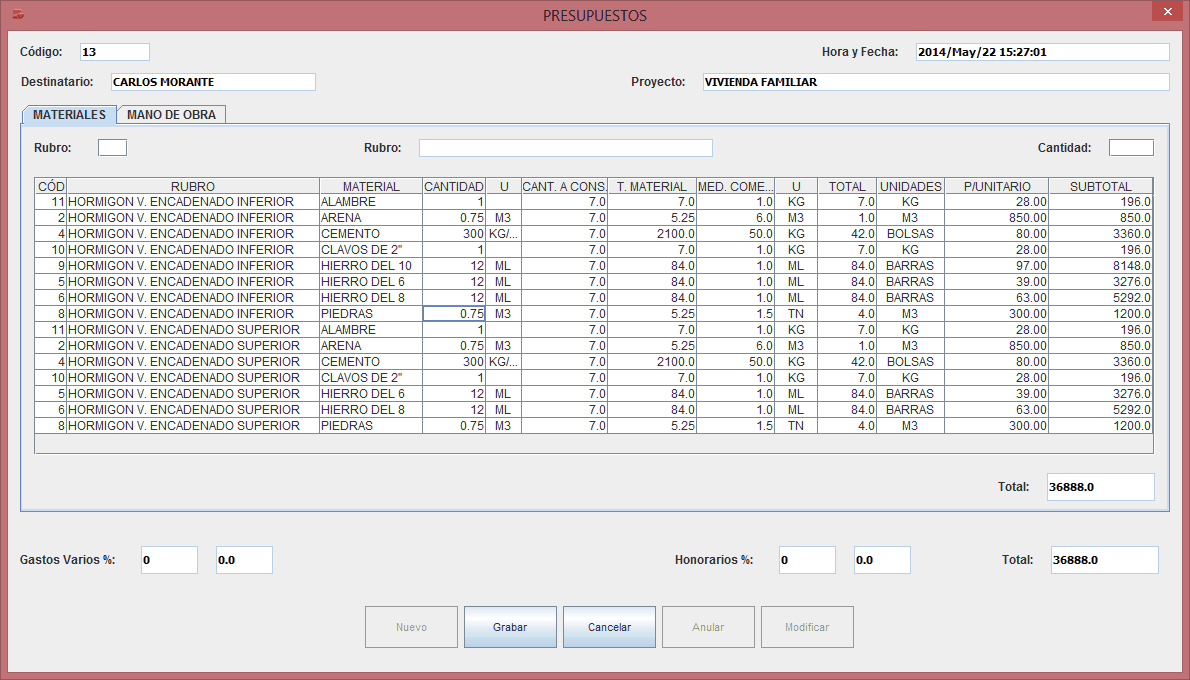 PRESUPUESTOS
Código: 13 Hora y Fecha: 2014/May/22 15:27:01
Destinatario: CARLOS MORANTE Proyecto: VIVIENDA FAMILIAR
MATERIALES MANO DE OBRA
Rubro: Rubro: Cantidad:
CÓD RUBRO MATERIAL CANTIDAD U CANT. A CONS. T. MATERIAL MED. COME... U TOTAL UNIDADES P/UNITARIO SUBTOTAL
11 HORMIGON V. ENCADENADO INFERIOR ALAMBRE 1 7.0 7.0 1.0 KG 7.0 KG 28.00 196.0
2 HORMIGON V. ENCADENADO INFERIOR ARENA 0.75 M3 7.0 5.25 6.0 M3 1.0 M3 850.00 850.0
4 HORMIGON V. ENCADENADO INFERIOR CEMENTO 300 KG/... 7.0 2100.0 50.0 KG 42.0 BOLSAS 80.00 3360.0
10 HORMIGON V. ENCADENADO INFERIOR CLAVOS DE 2" 1 7.0 7.0 1.0 KG 7.0 KG 28.00 196.0
9 HORMIGON V. ENCADENADO INFERIOR HIERRO DEL 10 12 ML 7.0 84.0 1.0 ML 84.0 BARRAS 97.00 8148.0
5 HORMIGON V. ENCADENADO INFERIOR HIERRO DEL 6 12 ML 7.0 84.0 1.0 ML 84.0 BARRAS 39.00 3276.0
6 HORMIGON V. ENCADENADO INFERIOR HIERRO DEL 8 12 ML 7.0 84.0 1.0 ML 84.0 BARRAS 63.00 5292.0
8 HORMIGON V. ENCADENADO INFERIOR PIEDRAS 0.75 M3 7.0 5.25 1.5 TN 4.0 M3 300.00 1200.0
11 HORMIGON V. ENCADENADO SUPERIOR ALAMBRE 1 7.0 7.0 1.0 KG 7.0 KG 28.00 196.0
2 HORMIGON V. ENCADENADO SUPERIOR ARENA 0.75 M3 7.0 5.25 6.0 M3 1.0 M3 850.00 850.0
4 HORMIGON V. ENCADENADO SUPERIOR CEMENTO 300 KG/... 7.0 2100.0 50.0 KG 42.0 BOLSAS 80.00 3360.0
10 HORMIGON V. ENCADENADO SUPERIOR CLAVOS DE 2" 1 7.0 7.0 1.0 KG 7.0 KG 28.00 196.0
5 HORMIGON V. ENCADENADO SUPERIOR HIERRO DEL 6 12 ML 7.0 84.0 1.0 ML 84.0 BARRAS 39.00 3276.0
6 HORMIGON V. ENCADENADO SUPERIOR HIERRO DEL 8 12 ML 7.0 84.0 1.0 ML 84.0 BARRAS 63.00 5292.0
8 HORMIGON V. ENCADENADO SUPERIOR PIEDRAS 0.75 M3 7.0 5.25 1.5 TN 4.0 M3 300.00 1200.0
Total: 36888.0
Gastos Varios %: 0 0.0 Honorarios %: 0 0.0 Total: 36888.0
Nuevo Grabar Cancelar Anular Modificar